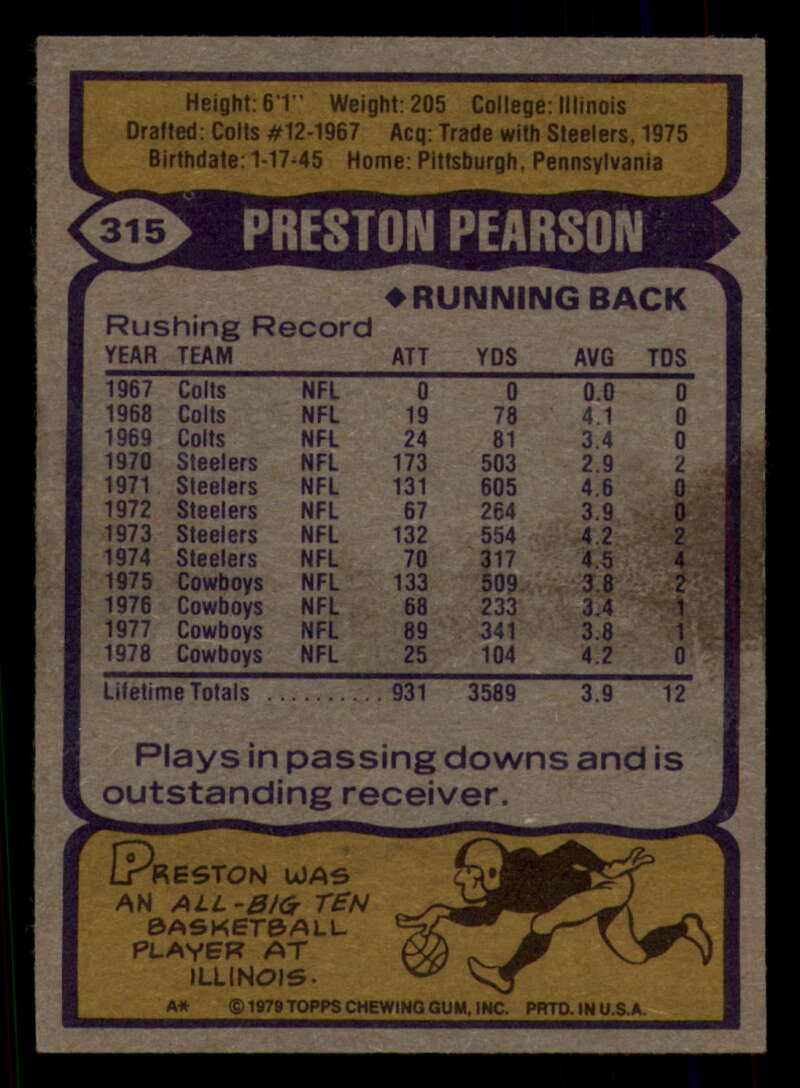 Height: 6'1" Weight: 205 College: Illinois
Drafted: Colts #12-1967 Acq: Trade with Steelers, 1975
Birthdate: 1-17-45 Home: Pittsburgh, Pennsylvania
315 PRESTON PEARSON
◆RUNNING BACK
Rushing Record
YEAR TEAM ATT YDS AVG TDS
1967 Colts NFL 0 0 0.0 0
1968 Colts NFL 19 78 4.1 0
1969 Colts NFL 24 81 3.4 0
1970 Steelers NFL 173 503 2.9 2
1971 Steelers NFL 131 605 4.6 0
1972 Steelers NFL 67 264 3.9 0
1973 Steelers NFL 132 554 4.2 2
1974 Steelers NFL 70 317 4.5 4
1975 Cowboys NFL 133 509 3.8 2
1976 Cowboys NFL 68 233 3.4 1
1977 Cowboys NFL 89 341 3.8 1
1978 Cowboys NFL 25 104 4.2 0
Lifetime Totals .......... 931 3589 3.9 12
Plays in passing downs and is
outstanding receiver.
PRESTON WAS
AN ALL-BIG TEN
BASKETBALL
PLAYER AT
ILLINOIS.
A* © 1979 TOPPS CHEWING GUM, INC. PRTD. IN U.S.A.